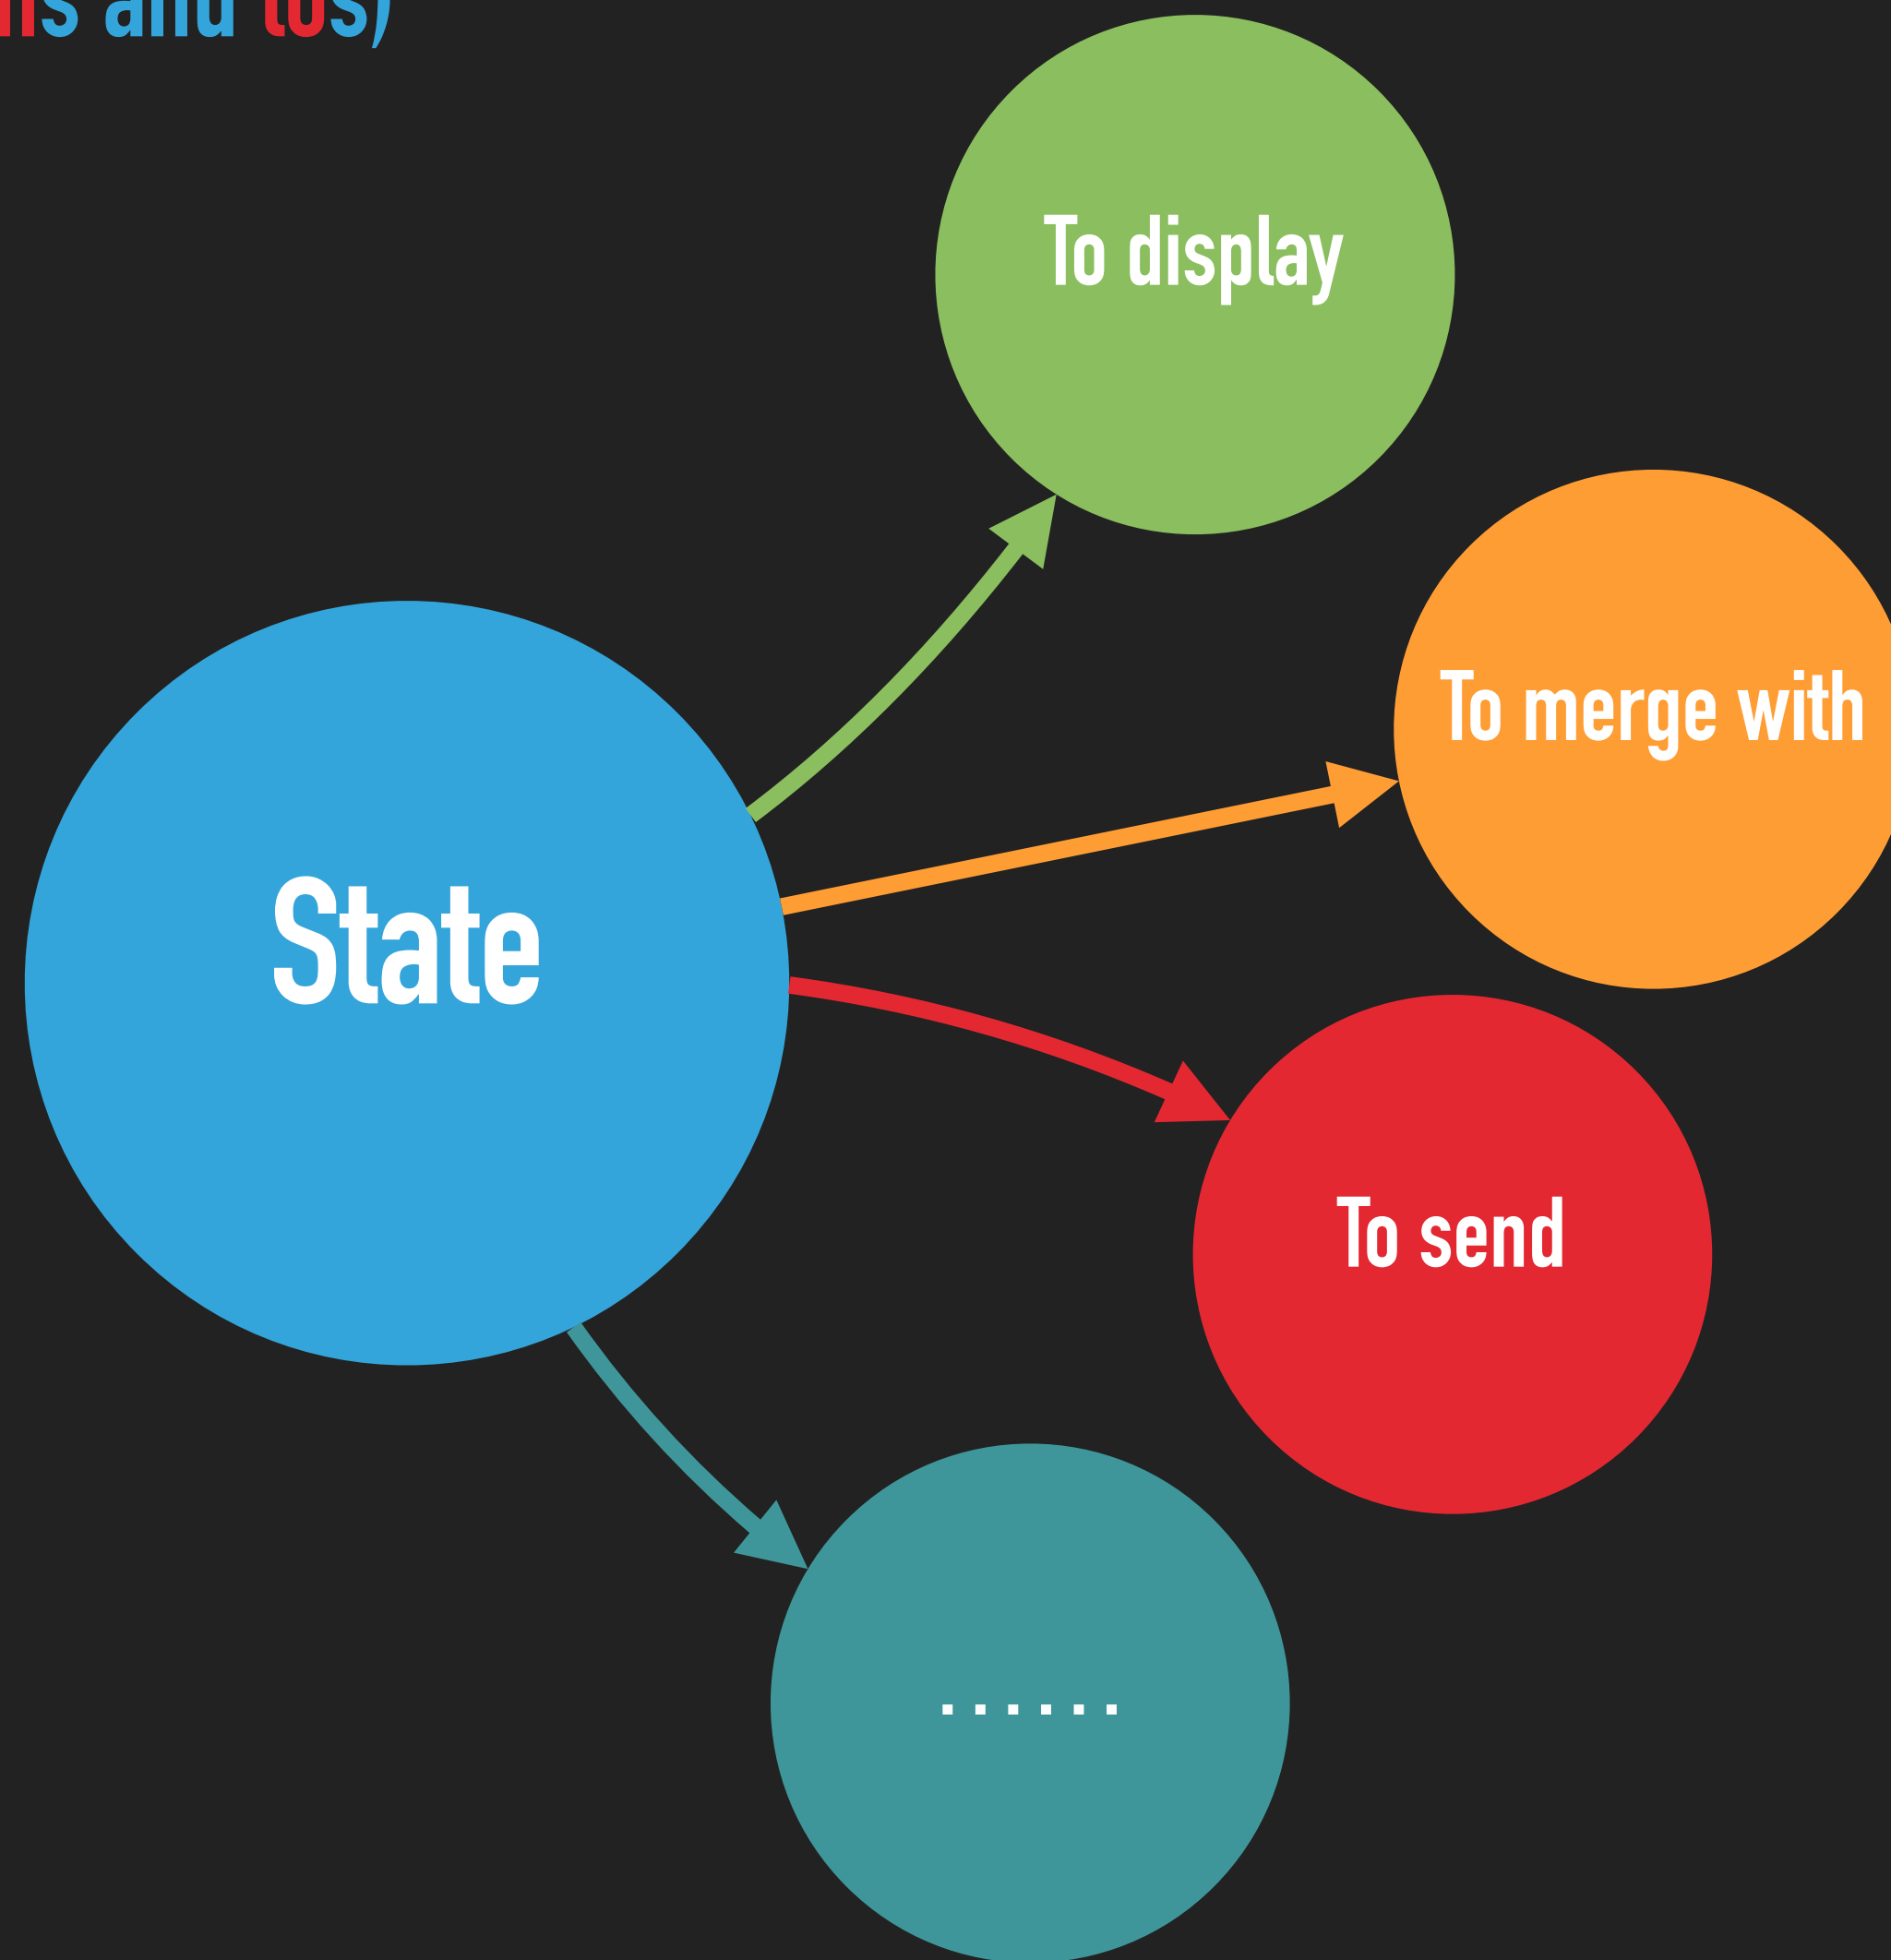 To display
To merge with
State
To send
......